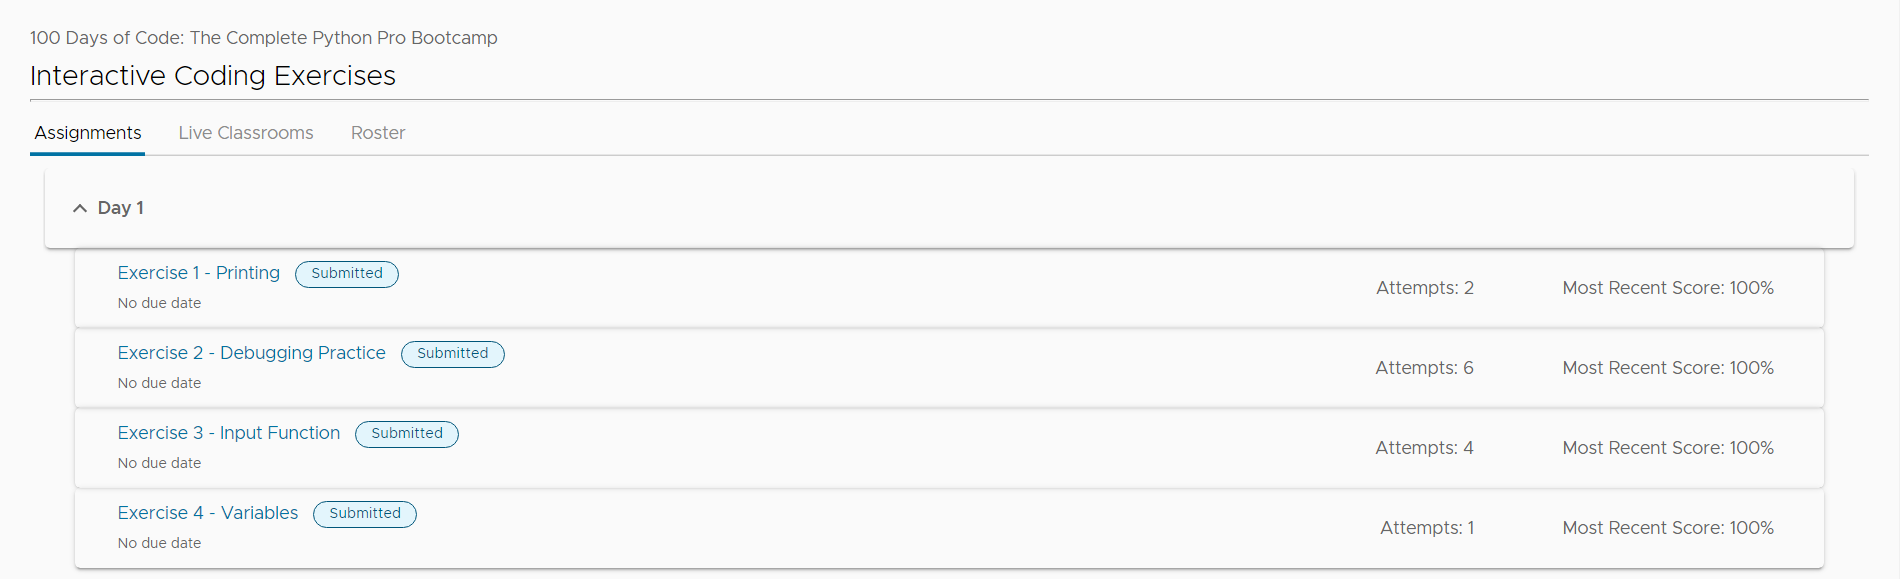 100 Days of Code: The Complete Python Pro Bootcamp
Interactive Coding Exercises
Assignments Live Classrooms Roster
Day 1
Exercise 1 - Printing Submitted
No due date
Attempts: 2 Most Recent Score: 100%
Exercise 2 - Debugging Practice Submitted
No due date
Attempts: 6 Most Recent Score: 100%
Exercise 3 - Input Function Submitted
No due date
Attempts: 4 Most Recent Score: 100%
Exercise 4 - Variables Submitted
No due date
Attempts: 1 Most Recent Score: 100%